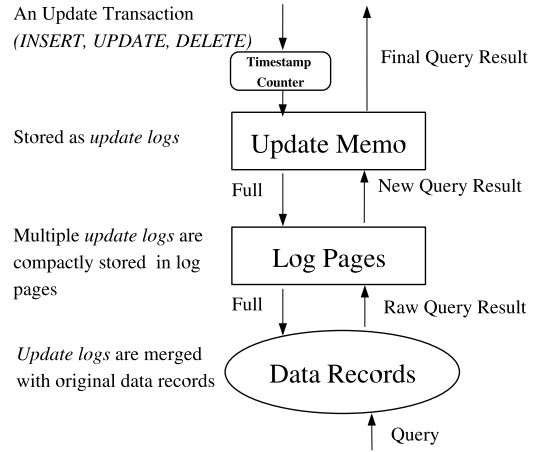 An Update Transaction
(INSERT, UPDATE, DELETE)
Timestamp
Counter
Final Query Result
Stored as update logs
Update Memo
Full
New Query Result
Multiple update logs are
compactly stored in log
pages
Log Pages
Full
Raw Query Result
Update logs are merged
with original data records
Data Records
Query